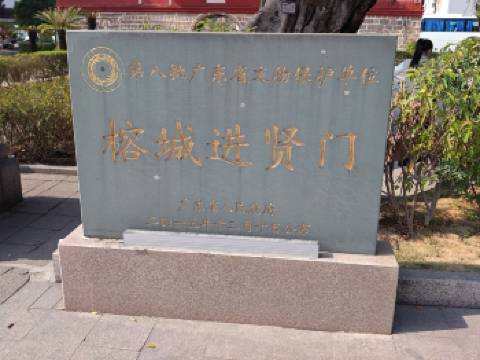 第八批广东省文物保护单位
榕城进贤门
广东省人民政府